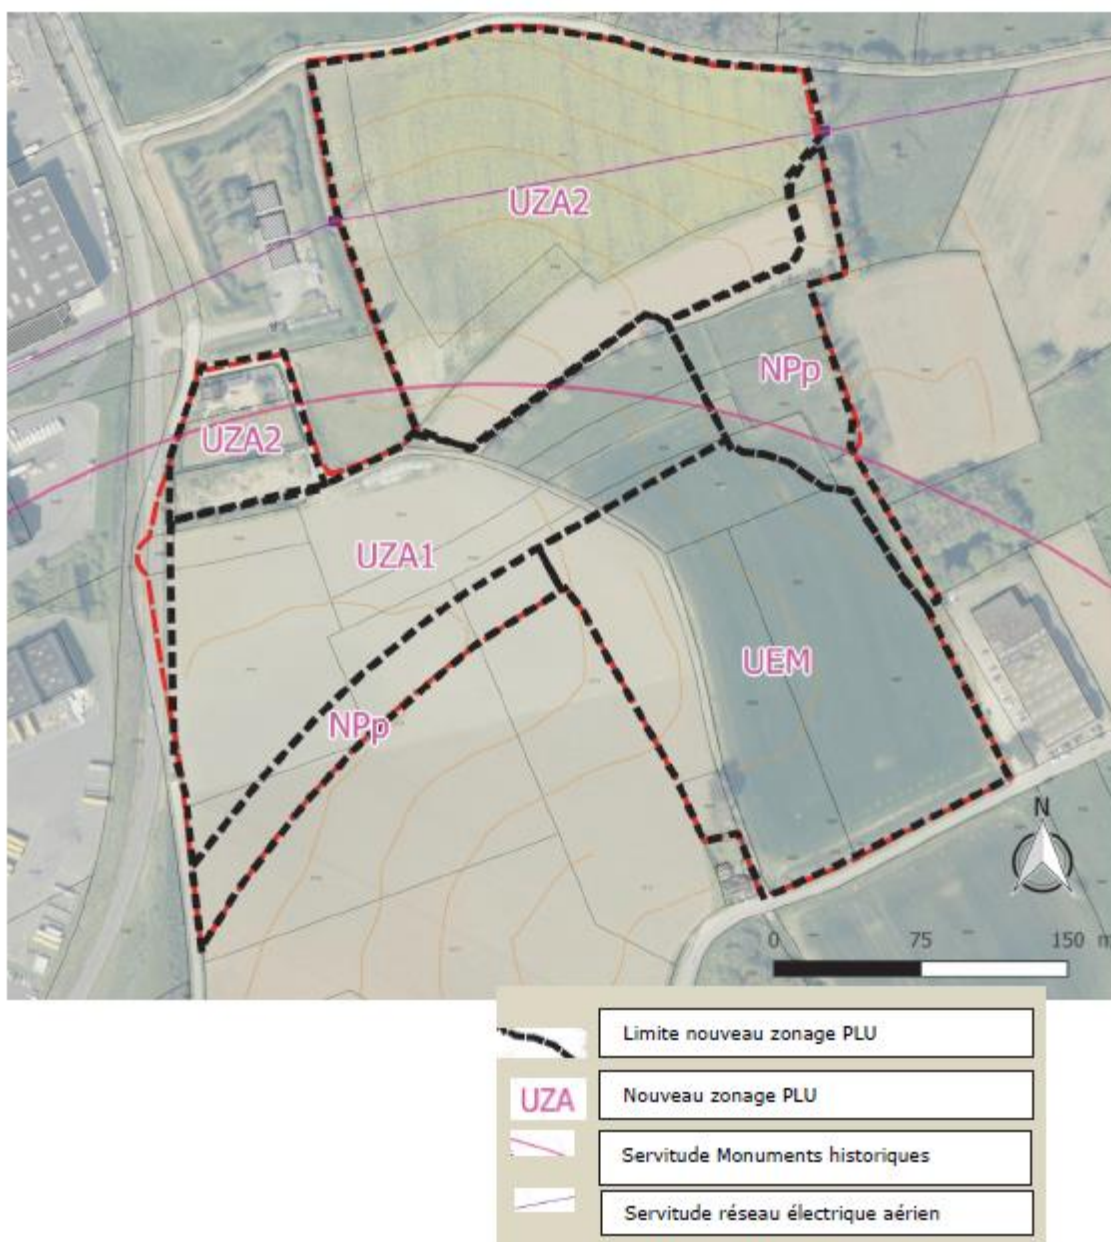 UZA2
NPp
UZA2
UZA1
UEM
NPp
N
0 75 150 m
Limite nouveau zonage PLU
UZA Nouveau zonage PLU
Servitude Monuments historiques
Servitude réseau électrique aérien